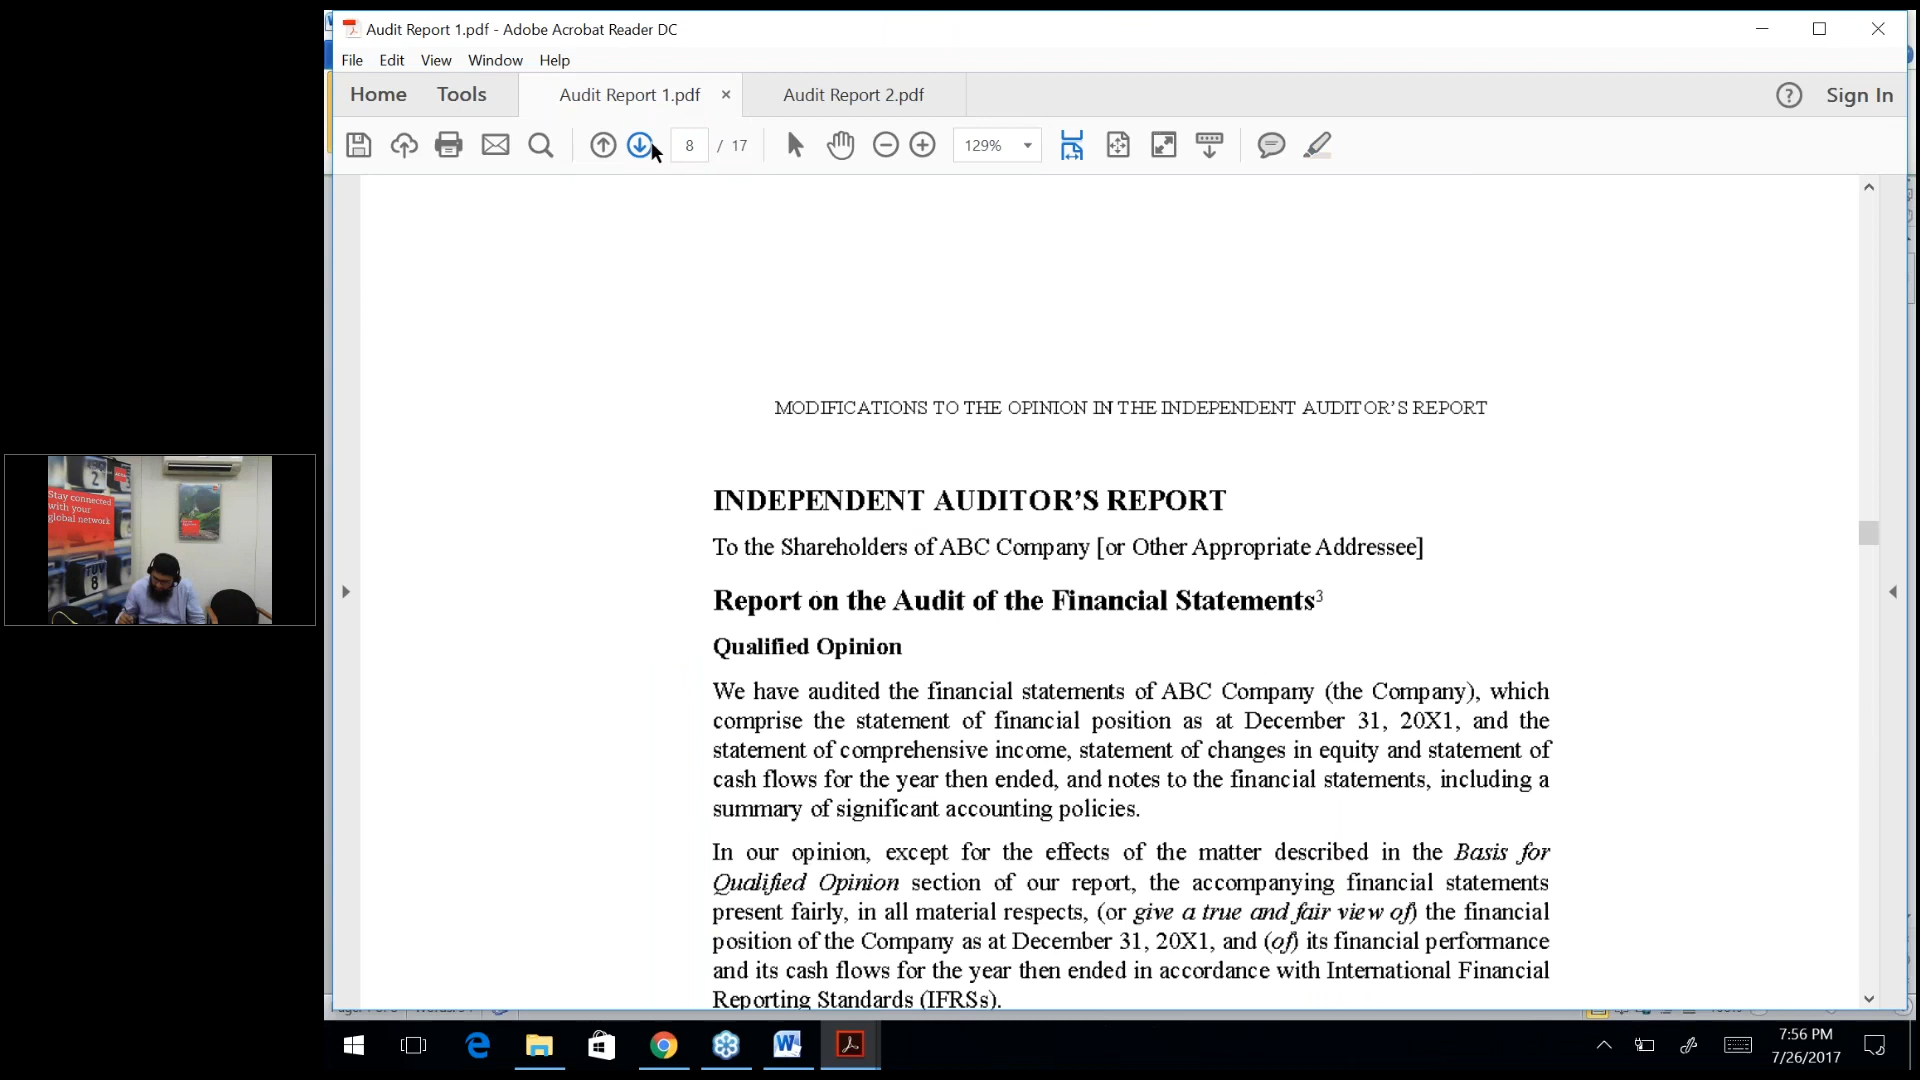 Audit Report 1.pdf - Adobe Acrobat Reader DC
File Edit View Window Help
Home Tools Audit Report 1.pdf × Audit Report 2.pdf ? Sign In
8 / 17 129%
MODIFICATIONS TO THE OPINION IN THE INDEPENDENT AUDITOR'S REPORT
INDEPENDENT AUDITOR'S REPORT
To the Shareholders of ABC Company [or Other Appropriate Addressee]
Report on the Audit of the Financial Statements3
Qualified Opinion
We have audited the financial statements of ABC Company (the Company), which
comprise the statement of financial position as at December 31, 20X1, and the
statement of comprehensive income, statement of changes in equity and statement of
cash flows for the year then ended, and notes to the financial statements, including a
summary of significant accounting policies.
In our opinion, except for the effects of the matter described in the Basis for
Qualified Opinion section of our report, the accompanying financial statements
present fairly, in all material respects, (or give a true and fair view of) the financial
position of the Company as at December 31, 20X1, and (of) its financial performance
and its cash flows for the year then ended in accordance with International Financial
Reporting Standards (IFRSs).
Stay connected
with your
global network
2
TUV
8
7:56 PM
7/26/2017